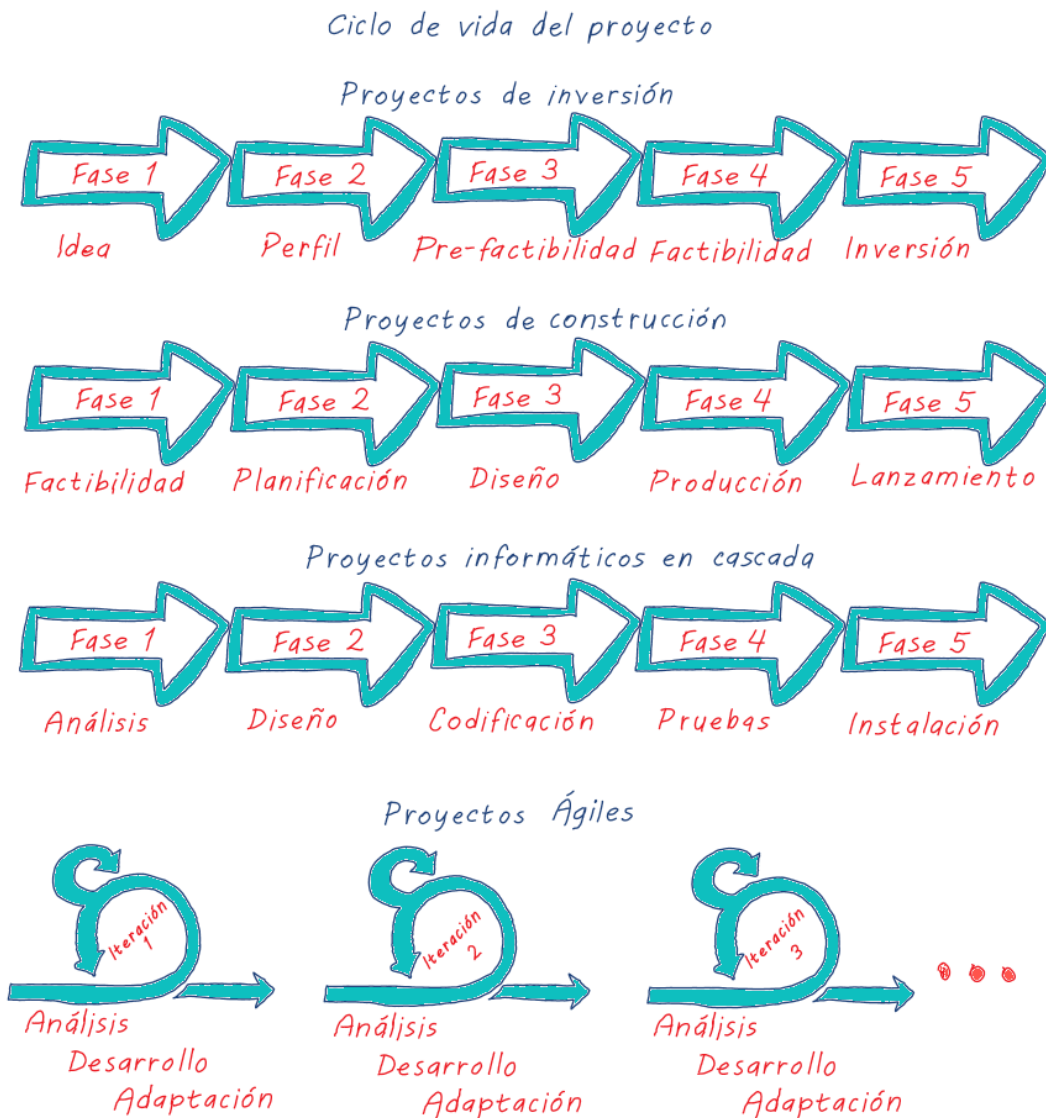 Ciclo de vida del proyecto
Proyectos de inversión
Fase 1 Fase 2 Fase 3 Fase 4 Fase 5
Idea Perfil Pre-factibilidad Factibilidad Inversión
Proyectos de construcción
Fase 1 Fase 2 Fase 3 Fase 4 Fase 5
Factibilidad Planificación Diseño Producción Lanzamiento
Proyectos informáticos en cascada
Fase 1 Fase 2 Fase 3 Fase 4 Fase 5
Análisis Diseño Codificación Pruebas Instalación
Proyectos Ágiles
Iteración 1 Iteración 2 Iteración 3
Análisis Análisis Análisis
Desarrollo Desarrollo Desarrollo
Adaptación Adaptación Adaptación